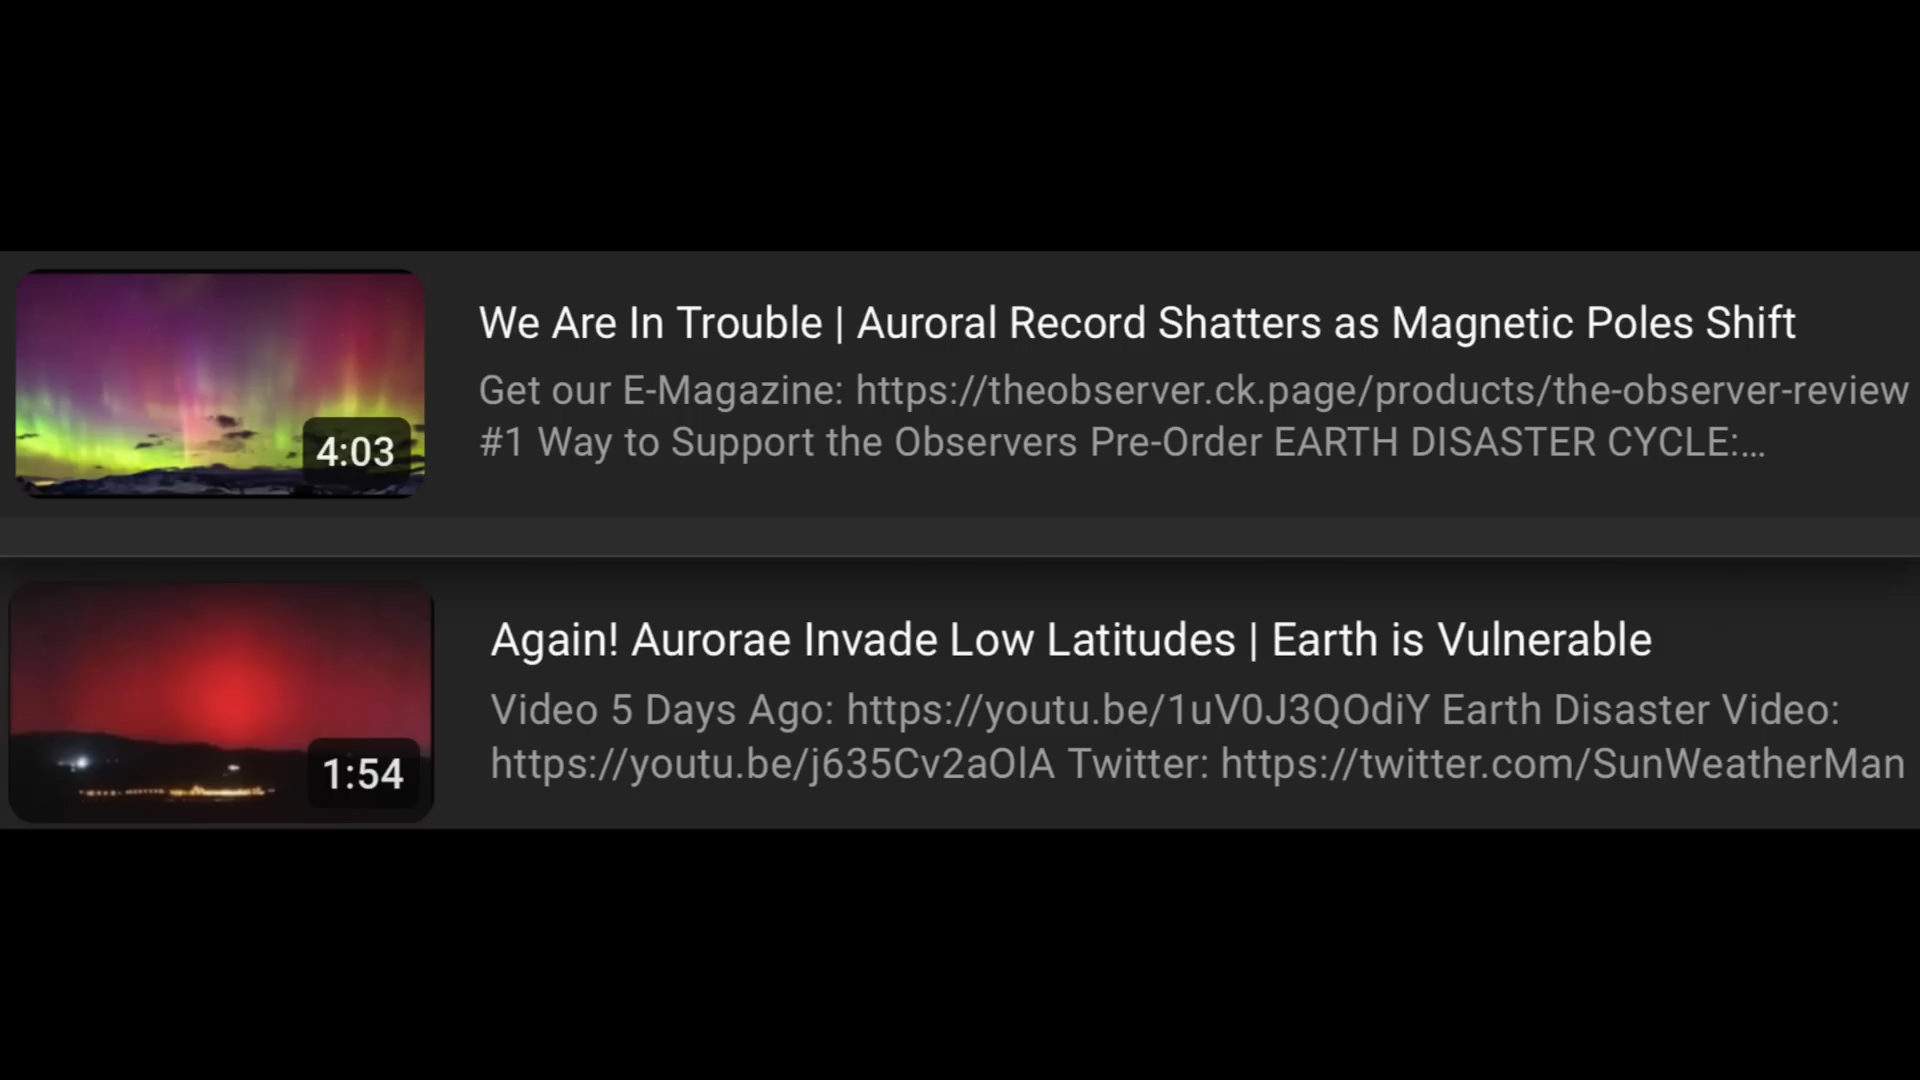 We Are In Trouble | Auroral Record Shatters as Magnetic Poles Shift
Get our E-Magazine: https://theobserver.ck.page/products/the-observer-review
#1 Way to Support the Observers Pre-Order EARTH DISASTER CYCLE:...
4:03
Again! Aurorae Invade Low Latitudes | Earth is Vulnerable
Video 5 Days Ago: https://youtu.be/1uV0J3QOdiY Earth Disaster Video:
https://youtu.be/j635Cv2aOlA Twitter: https://twitter.com/SunWeatherMan
1:54